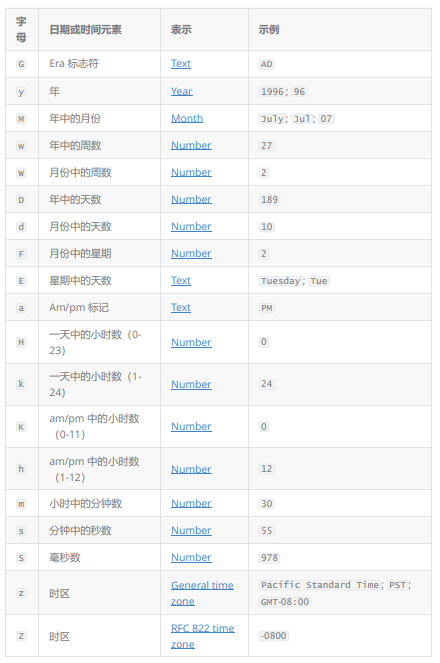 字母 日期或时间元素 表示 示例
G Era 标志符 Text AD
y 年 Year 1996; 96
M 年中的月份 Month July; Jul; 07
w 年中的周数 Number 27
W 月份中的周数 Number 2
D 年中的天数 Number 189
d 月份中的天数 Number 10
F 月份中的星期 Number 2
E 星期中的天数 Text Tuesday; Tue
a Am/pm 标记 Text PM
H 一天中的小时数（0-23） Number 0
k 一天中的小时数（1-24） Number 24
K am/pm 中的小时数（0-11） Number 0
h am/pm 中的小时数（1-12） Number 12
m 小时中的分钟数 Number 30
s 分钟中的秒数 Number 55
S 毫秒数 Number 978
z 时区 General time zone Pacific Standard Time; PST; GMT-08:00
Z 时区 RFC 822 time zone -0800